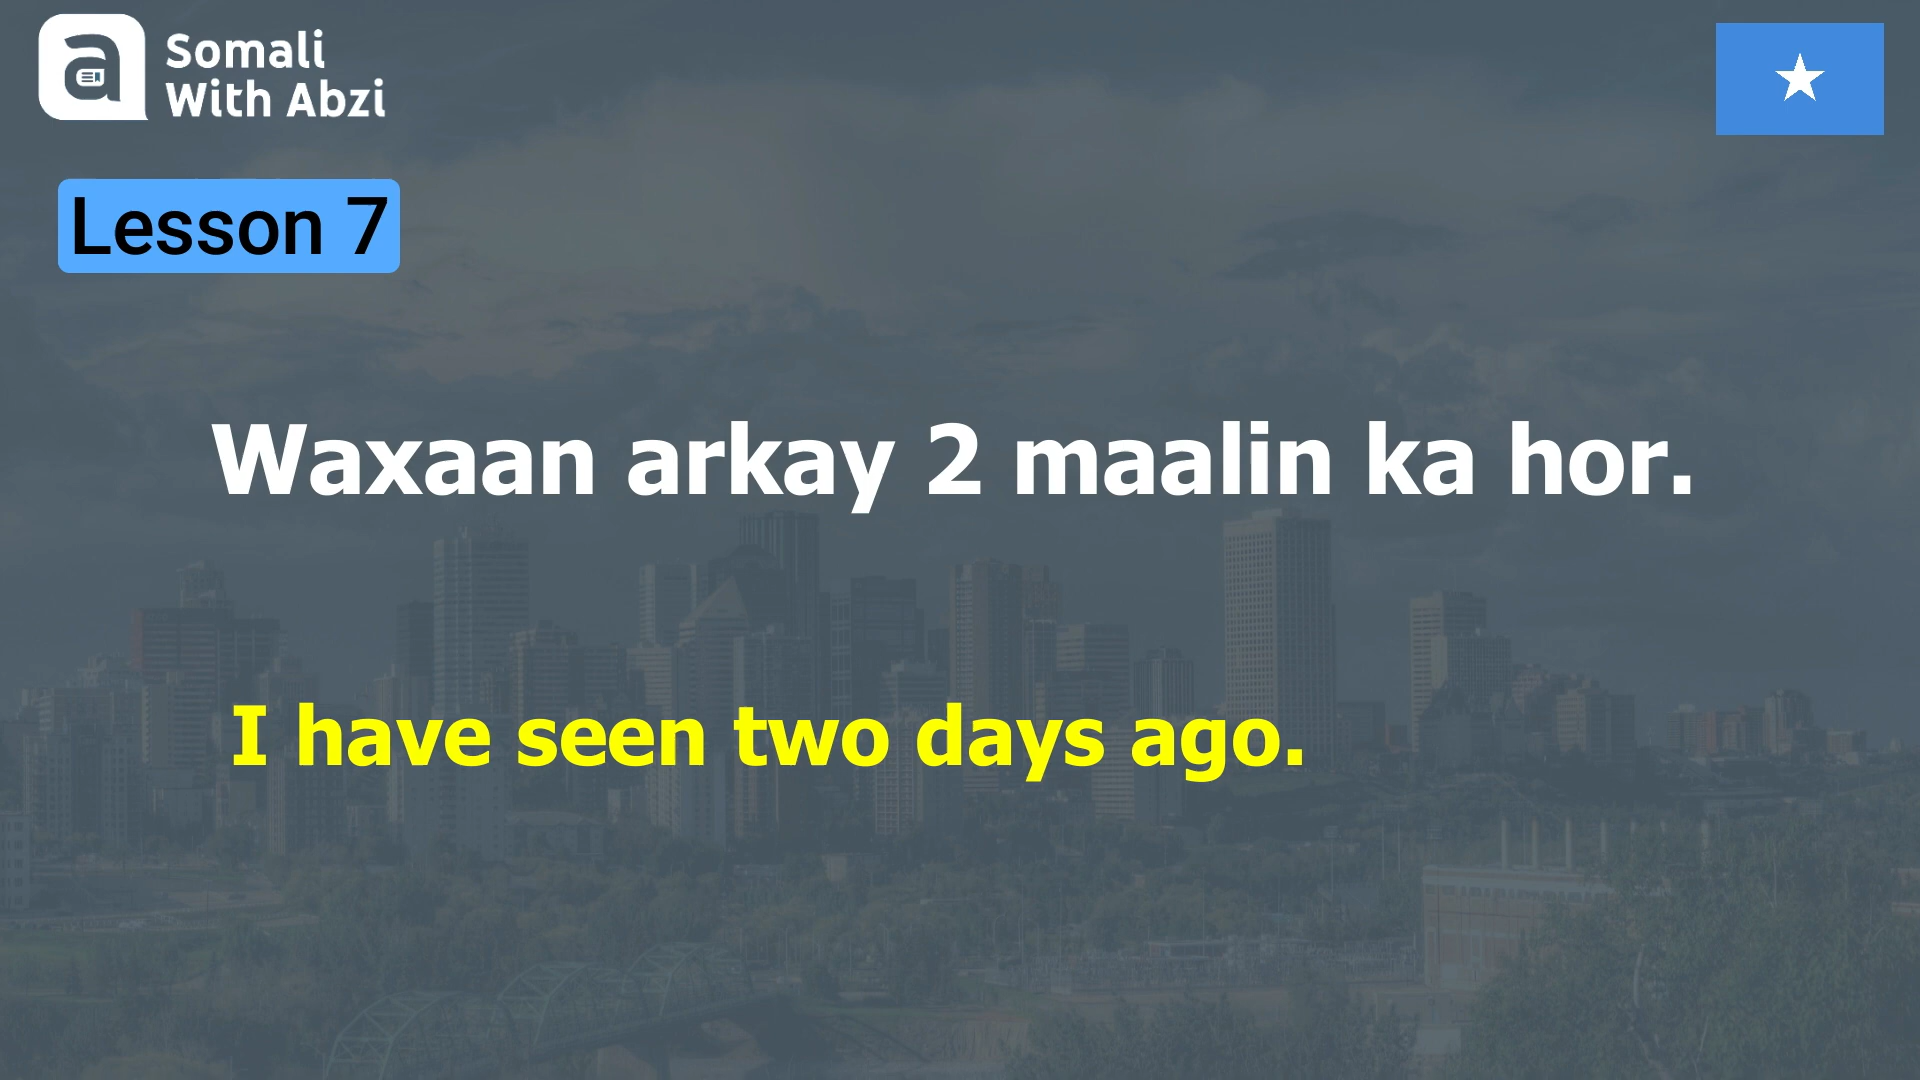 Somali
With Abzi
Lesson 7
Waxaan arkay 2 maalin ka hor.
I have seen two days ago.